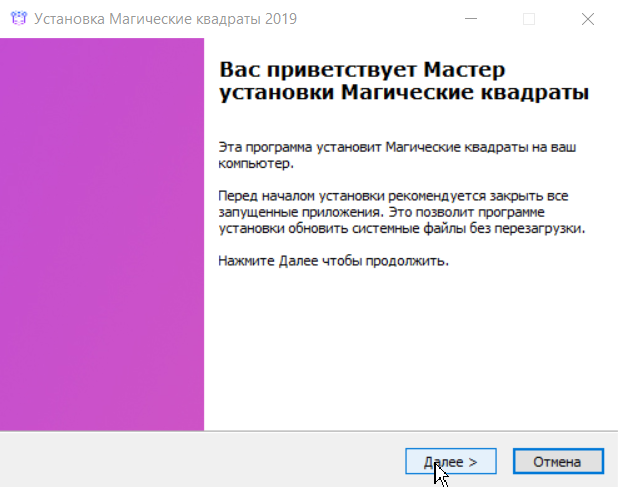 Установка Магические квадраты 2019
Вас приветствует Мастер
установки Магические квадраты
Эта программа установит Магические квадраты на ваш
компьютер.
Перед началом установки рекомендуется закрыть все
запущенные приложения. Это позволит программе
установки обновить системные файлы без перезагрузки.
Нажмите Далее чтобы продолжить.
Далее >
Отмена